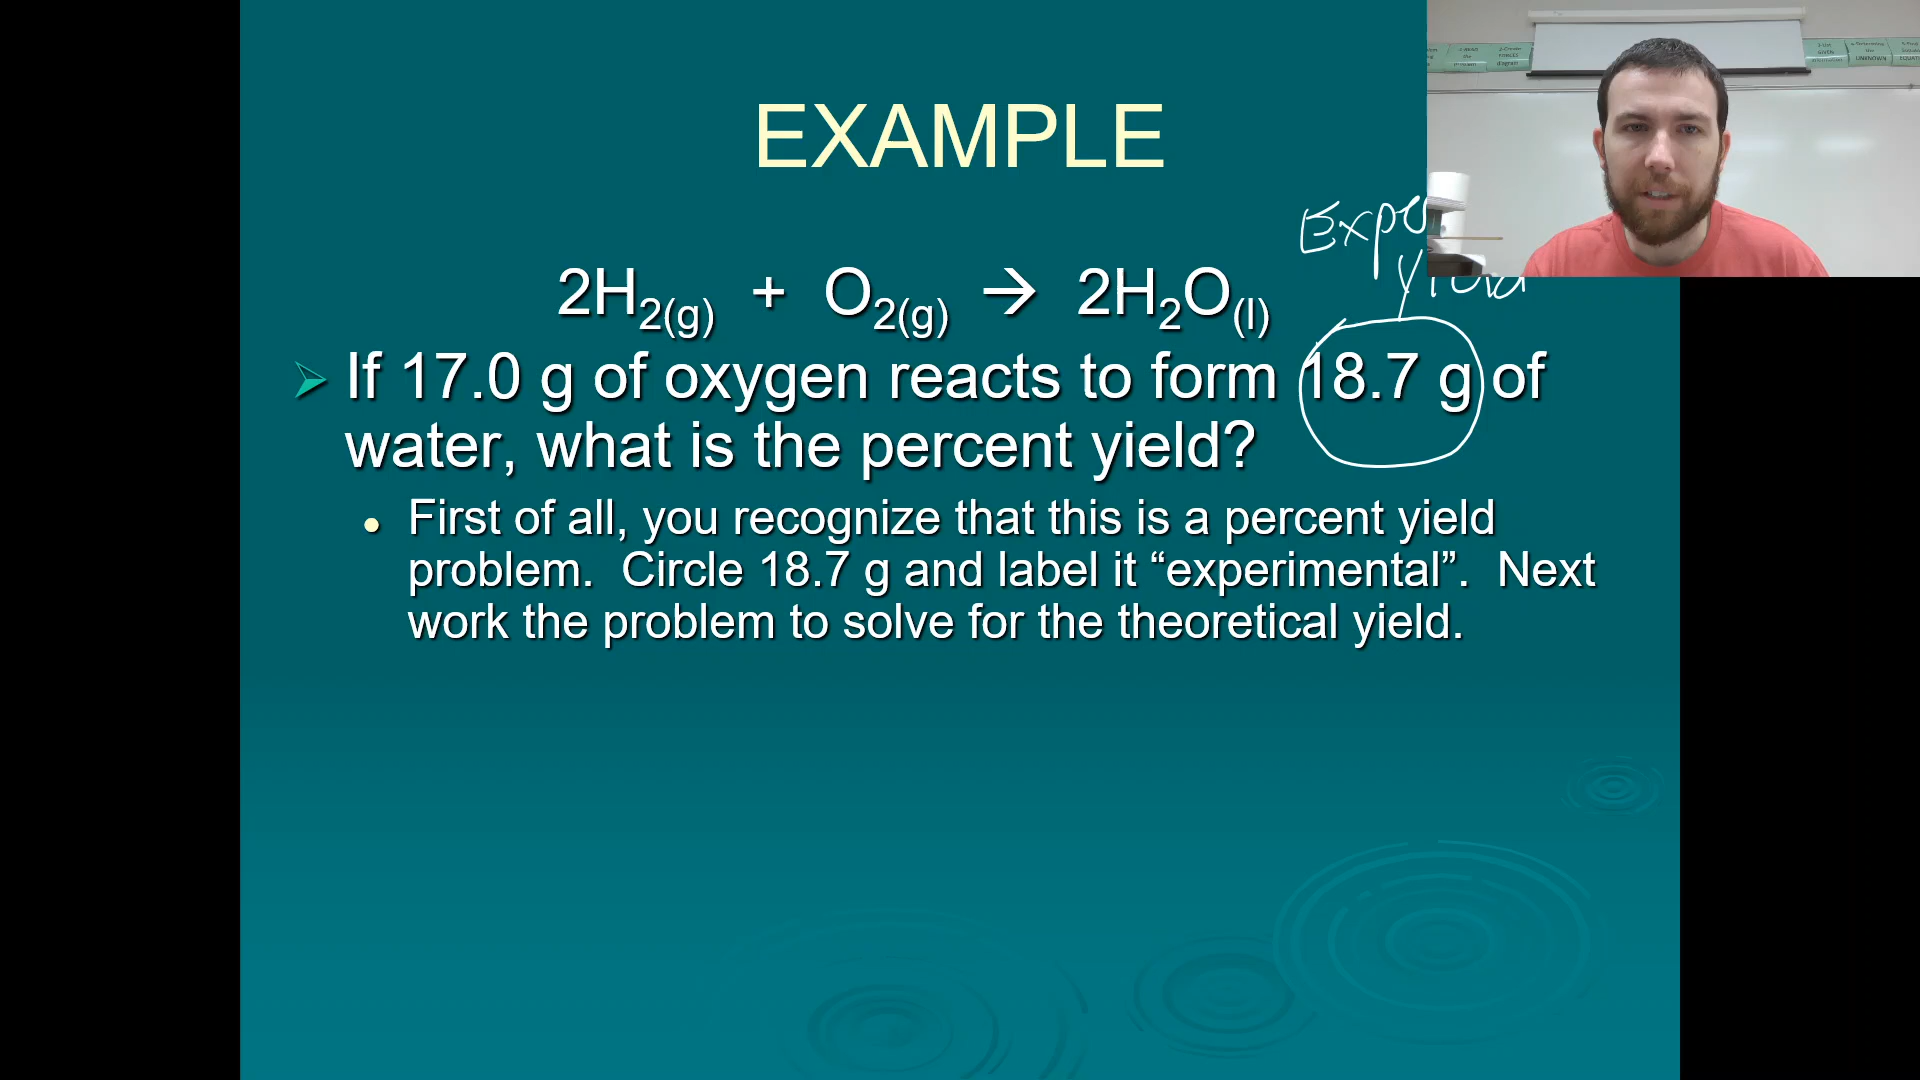 EXAMPLE
2H2(g) + O2(g) → 2H2O(l)
If 17.0 g of oxygen reacts to form 18.7 g of
water, what is the percent yield?
First of all, you recognize that this is a percent yield
problem. Circle 18.7 g and label it “experimental”. Next
work the problem to solve for the theoretical yield.
Expe
yield